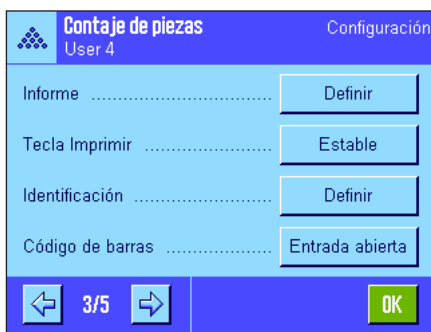 Contaje de piezas Configuración
User 4
Informe ................................ Definir
Tecla Imprimir ...................... Estable
Identificación ........................ Definir
Código de barras .................. Entrada abierta
3/5 OK